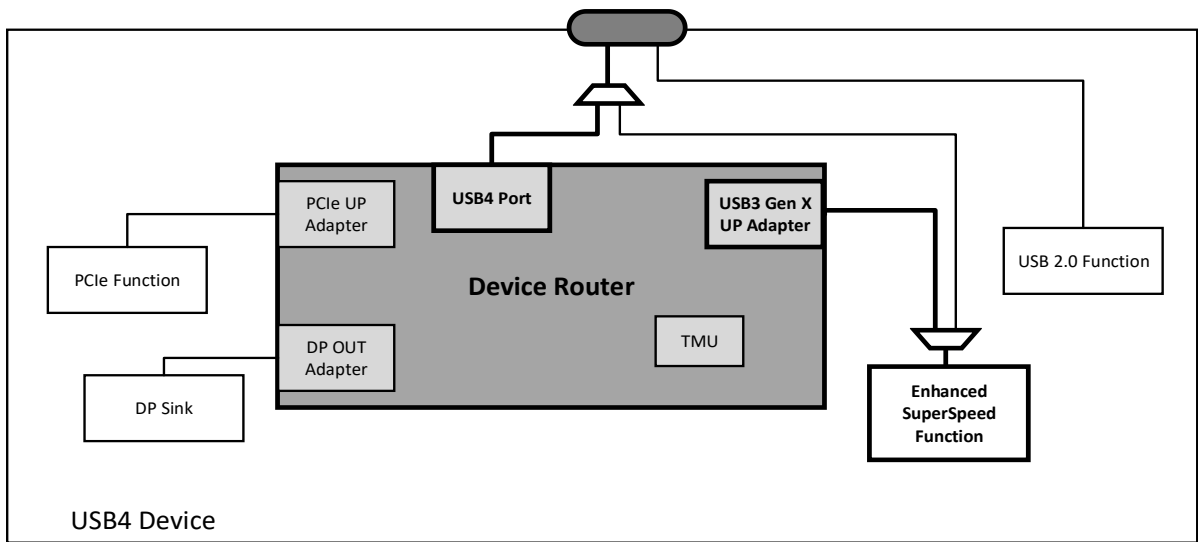 PCIe UP
Adapter
USB4 Port
USB3 Gen X
UP Adapter
PCIe Function
USB 2.0 Function
Device Router
DP OUT
Adapter
TMU
DP Sink
Enhanced
SuperSpeed
Function
USB4 Device